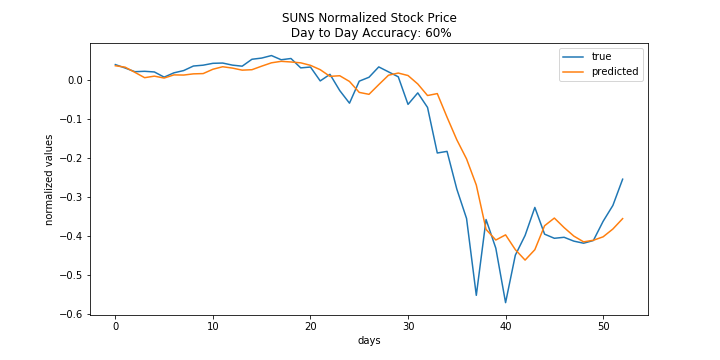 SUNS Normalized Stock Price
Day to Day Accuracy: 60%
true
predicted
normalized values
0.0
−0.1
−0.2
−0.3
−0.4
−0.5
−0.6
0
10
20
30
40
50
days